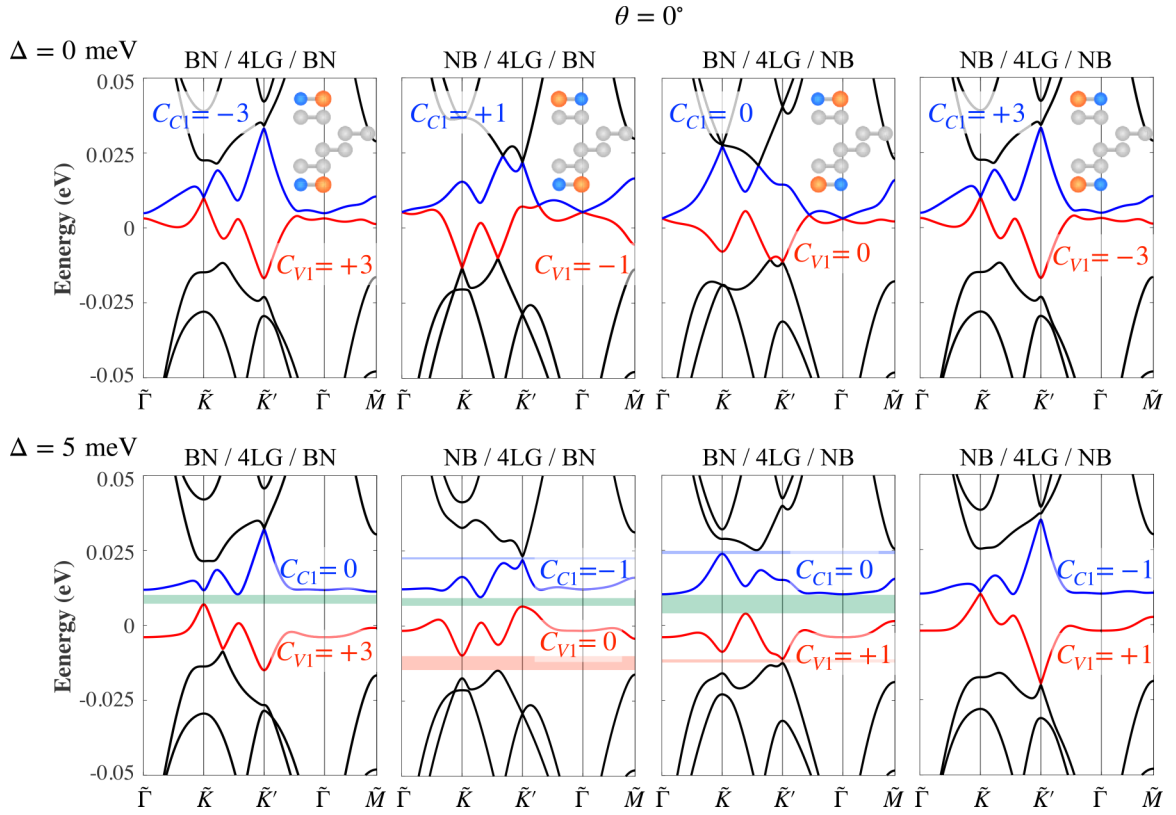 θ = 0°
Δ = 0 meV
BN / 4LG / BN
NB / 4LG / BN
BN / 4LG / NB
NB / 4LG / NB
Eenergy (eV)
0.05
0.025
0
-0.025
-0.05
C_C1 = −3
C_V1 = +3
C_C1 = +1
C_V1 = −1
C_C1 = 0
C_V1 = 0
C_C1 = +3
C_V1 = −3
Γ̃ K̃ K̃′ Γ̃ M̃
Γ̃ K̃ K̃′ Γ̃ M̃
Γ̃ K̃ K̃′ Γ̃ M̃
Γ̃ K̃ K̃′ Γ̃ M̃
Δ = 5 meV
BN / 4LG / BN
NB / 4LG / BN
BN / 4LG / NB
NB / 4LG / NB
Eenergy (eV)
0.05
0.025
0
-0.025
-0.05
C_C1 = 0
C_V1 = +3
C_C1 = −1
C_V1 = 0
C_C1 = 0
C_V1 = +1
C_C1 = −1
C_V1 = +1
Γ̃ K̃ K̃′ Γ̃ M̃
Γ̃ K̃ K̃′ Γ̃ M̃
Γ̃ K̃ K̃′ Γ̃ M̃
Γ̃ K̃ K̃′ Γ̃ M̃